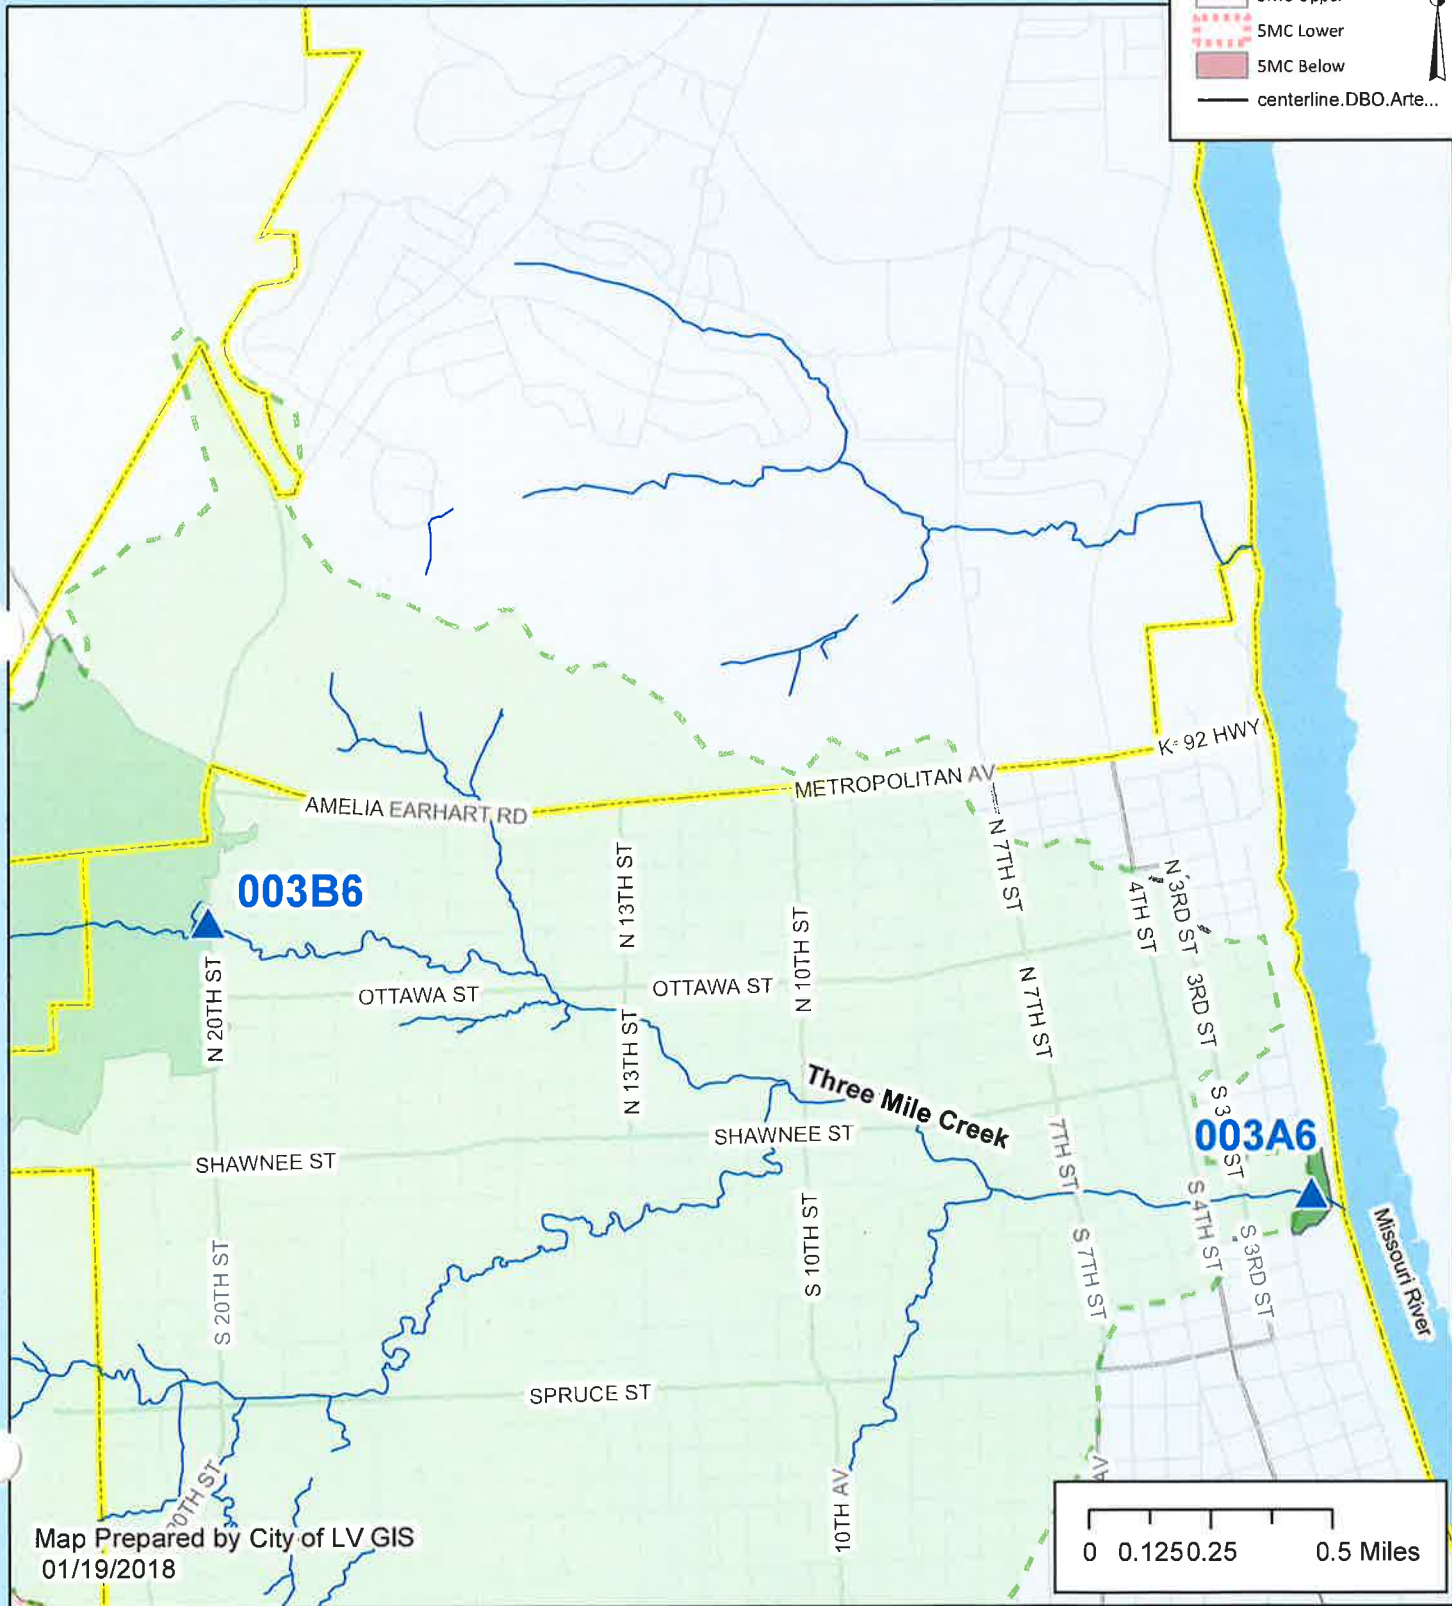 5MC Lower
5MC Below
centerline.DBO.Arte...
K- 92 HWY
METROPOLITAN AV
AMELIA EARHART RD
003B6
N 13TH ST
N 10TH ST
N 7TH ST
4TH ST
N 3RD ST
N 20TH ST
OTTAWA ST
OTTAWA ST
N 7TH ST
3RD ST
N 13TH ST
Three Mile Creek
SHAWNEE ST
SHAWNEE ST
7TH ST
003A6
S 4TH ST
S 10TH ST
S 20TH ST
S 7TH ST
S 3RD ST
Missouri River
SPRUCE ST
10TH AV
AV
20TH ST
Map Prepared by City of LV GIS
01/19/2018
0 0.125 0.25 0.5 Miles